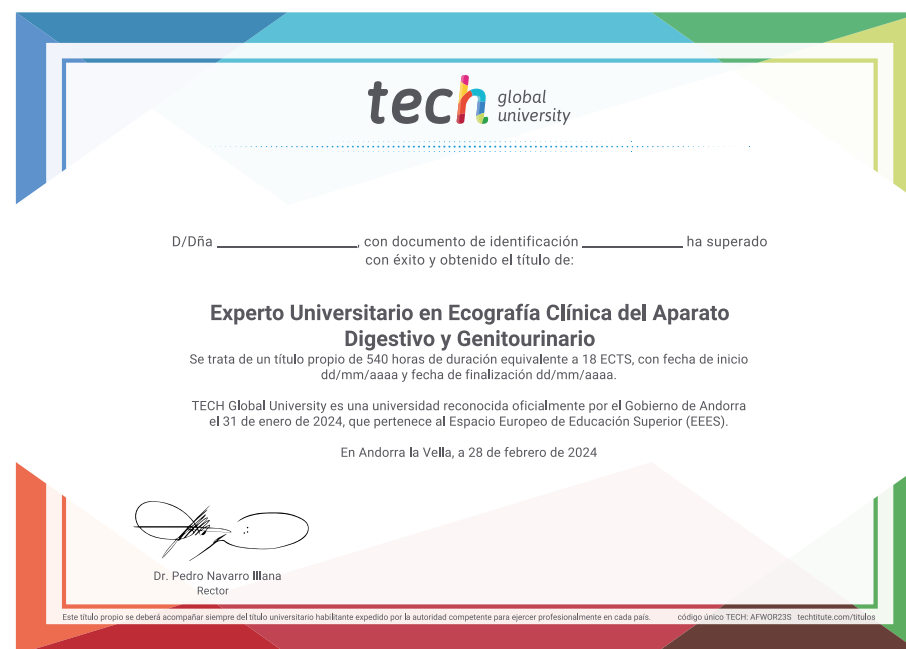 tech global university
D/Dña ________________, con documento de identificación ____________ ha superado
con éxito y obtenido el título de:
Experto Universitario en Ecografía Clínica del Aparato
Digestivo y Genitourinario
Se trata de un título propio de 540 horas de duración equivalente a 18 ECTS, con fecha de inicio
dd/mm/aaaa y fecha de finalización dd/mm/aaaa.
TECH Global University es una universidad reconocida oficialmente por el Gobierno de Andorra
el 31 de enero de 2024, que pertenece al Espacio Europeo de Educación Superior (EEES).
En Andorra la Vella, a 28 de febrero de 2024
Dr. Pedro Navarro Illana
Rector
Este título propio se deberá acompañar siempre del título universitario habilitante expedido por la autoridad competente para ejercer profesionalmente en cada país. código único TECH: AFWOR23S techtitute.com/titulos